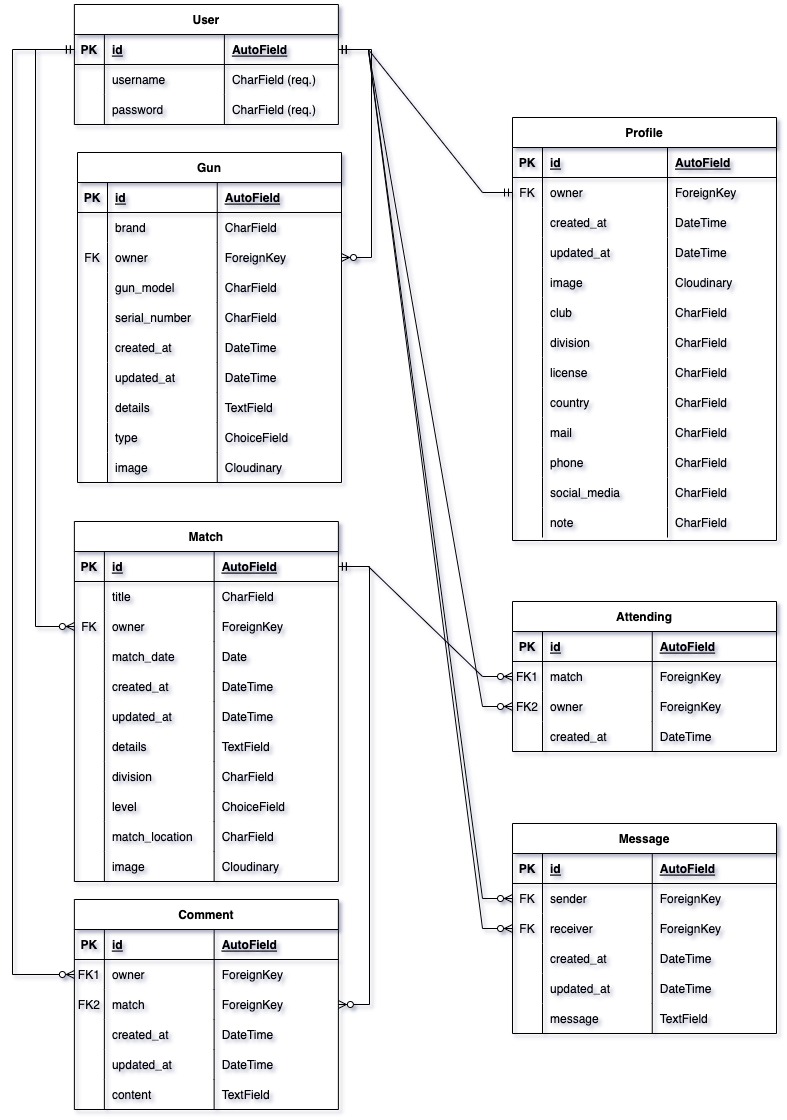 User
PK id AutoField
username CharField (req.)
password CharField (req.)
Gun
PK id AutoField
brand CharField
FK owner ForeignKey
gun_model CharField
serial_number CharField
created_at DateTime
updated_at DateTime
details TextField
type ChoiceField
image Cloudinary
Match
PK id AutoField
title CharField
FK owner ForeignKey
match_date Date
created_at DateTime
updated_at DateTime
details TextField
division CharField
level ChoiceField
match_location CharField
image Cloudinary
Comment
PK id AutoField
FK1 owner ForeignKey
FK2 match ForeignKey
created_at DateTime
updated_at DateTime
content TextField
Profile
PK id AutoField
FK owner ForeignKey
created_at DateTime
updated_at DateTime
image Cloudinary
club CharField
division CharField
license CharField
country CharField
mail CharField
phone CharField
social_media CharField
note CharField
Attending
PK id AutoField
FK1 match ForeignKey
FK2 owner ForeignKey
created_at DateTime
Message
PK id AutoField
FK sender ForeignKey
FK receiver ForeignKey
created_at DateTime
updated_at DateTime
message TextField